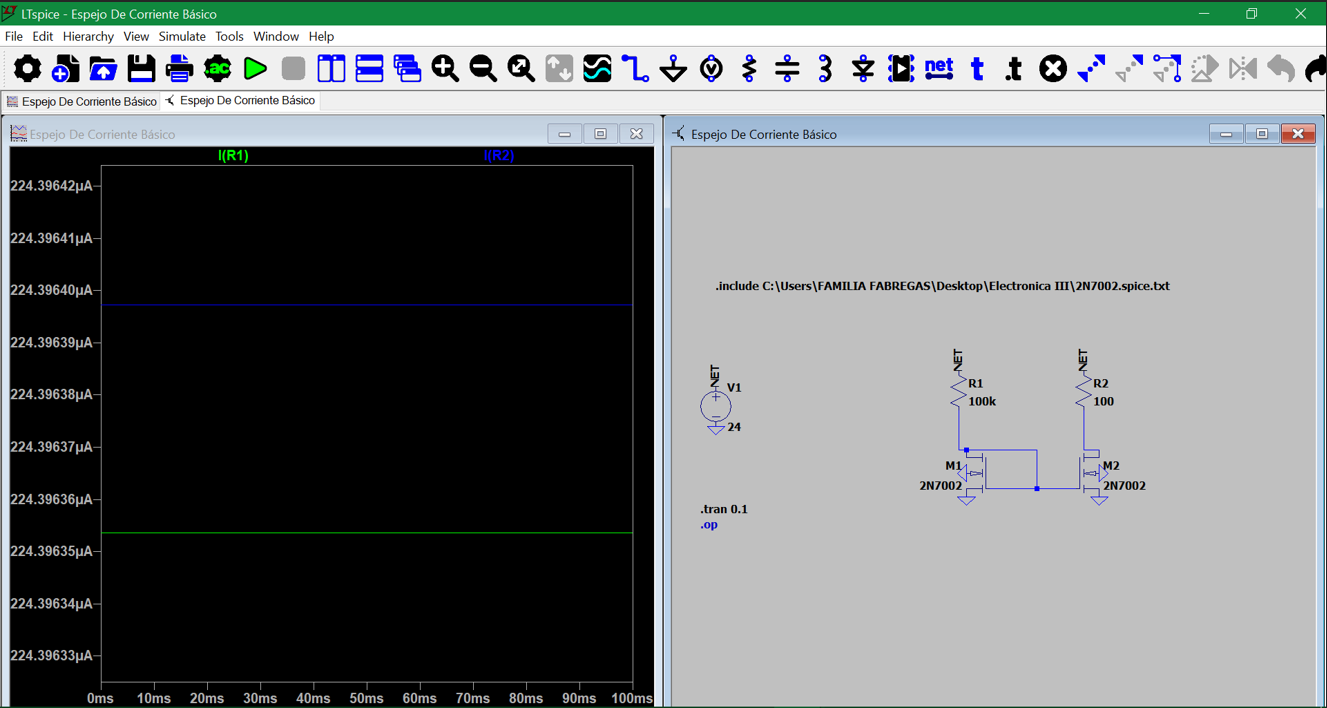 LTspice - Espejo De Corriente Básico
File Edit Hierarchy View Simulate Tools Window Help
.ac
net
t
.t
Espejo De Corriente Básico
Espejo De Corriente Básico
Espejo De Corriente Básico
I(R1) I(R2)
224.39642µA
224.39641µA
224.39640µA
224.39639µA
224.39638µA
224.39637µA
224.39636µA
224.39635µA
224.39634µA
224.39633µA
0ms 10ms 20ms 30ms 40ms 50ms 60ms 70ms 80ms 90ms 100ms
Espejo De Corriente Básico
.include C:\Users\FAMILIA FABREGAS\Desktop\Electronica III\2N7002.spice.txt
NET
V1
24
NET
R1
100k
NET
R2
100
M1
2N7002
M2
2N7002
.tran 0.1
.op